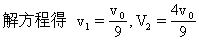 解方程得 v₁ = v₀/9 , V₂ = 4v₀/9